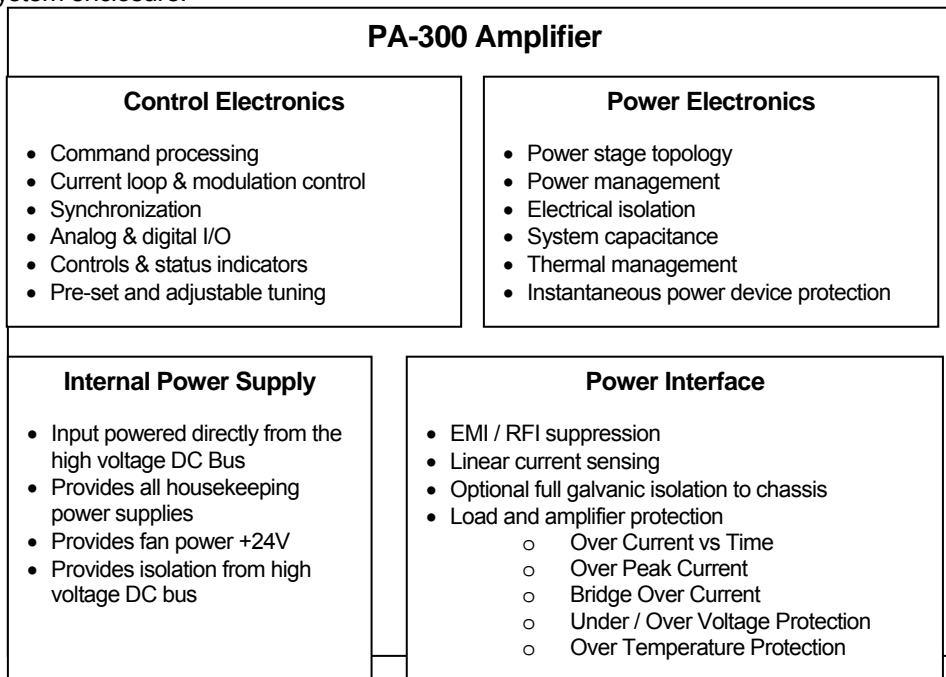 ystem enclosure.
PA-300 Amplifier
Control Electronics
• Command processing
• Current loop & modulation control
• Synchronization
• Analog & digital I/O
• Controls & status indicators
• Pre-set and adjustable tuning
Power Electronics
• Power stage topology
• Power management
• Electrical isolation
• System capacitance
• Thermal management
• Instantaneous power device protection
Internal Power Supply
• Input powered directly from the
high voltage DC Bus
• Provides all housekeeping
power supplies
• Provides fan power +24V
• Provides isolation from high
voltage DC bus
Power Interface
• EMI / RFI suppression
• Linear current sensing
• Optional full galvanic isolation to chassis
• Load and amplifier protection
o Over Current vs Time
o Over Peak Current
o Bridge Over Current
o Under / Over Voltage Protection
o Over Temperature Protection